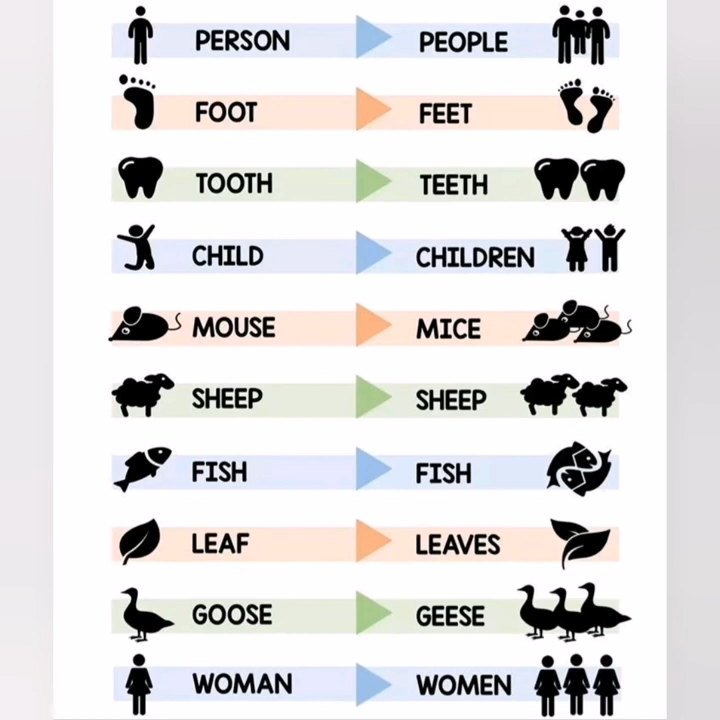 PERSON PEOPLE
FOOT FEET
TOOTH TEETH
CHILD CHILDREN
MOUSE MICE
SHEEP SHEEP
FISH FISH
LEAF LEAVES
GOOSE GEESE
WOMAN WOMEN